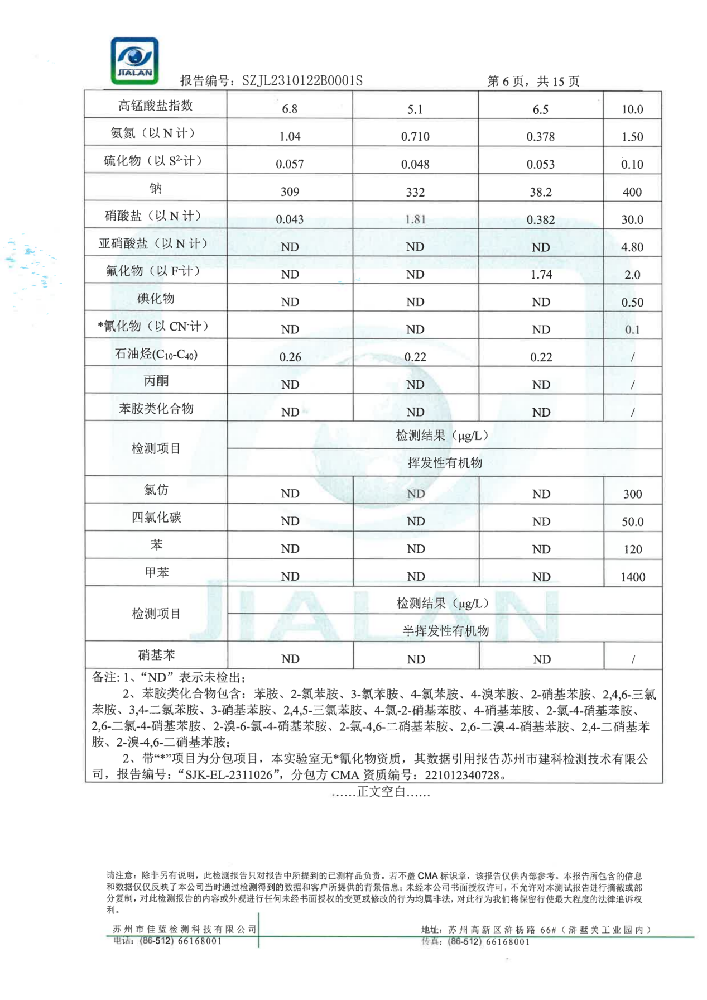 JIALAN
报告编号：SZJL2310122B0001S 第 6 页，共 15 页
高锰酸盐指数 6.8 5.1 6.5 10.0
氨氮（以 N 计） 1.04 0.710 0.378 1.50
硫化物（以 S²⁻计） 0.057 0.048 0.053 0.10
钠 309 332 38.2 400
硝酸盐（以 N 计） 0.043 1.81 0.382 30.0
亚硝酸盐（以 N 计） ND ND ND 4.80
氟化物（以 F⁻计） ND ND 1.74 2.0
碘化物 ND ND ND 0.50
*氰化物（以 CN⁻计） ND ND ND 0.1
石油烃(C₁₀-C₄₀) 0.26 0.22 0.22 /
丙酮 ND ND ND /
苯胺类化合物 ND ND ND /
检测项目 检测结果（μg/L）
挥发性有机物
氯仿 ND ND ND 300
四氯化碳 ND ND ND 50.0
苯 ND ND ND 120
甲苯 ND ND ND 1400
检测项目 检测结果（μg/L）
半挥发性有机物
硝基苯 ND ND ND /
备注: 1、“ND”表示未检出；
2、苯胺类化合物包含：苯胺、2-氯苯胺、3-氯苯胺、4-氯苯胺、4-溴苯胺、2-硝基苯胺、2,4,6-三氯
苯胺、3,4-二氯苯胺、3-硝基苯胺、2,4,5-三氯苯胺、4-氯-2-硝基苯胺、4-硝基苯胺、2-氯-4-硝基苯胺、
2,6-二氯-4-硝基苯胺、2-溴-6-氯-4-硝基苯胺、2-氯-4,6-二硝基苯胺、2,6-二溴-4-硝基苯胺、2,4-二硝基苯
胺、2-溴-4,6-二硝基苯胺；
2、带“*”项目为分包项目，本实验室无*氰化物资质，其数据引用报告苏州市建科检测技术有限公
司，报告编号：“SJK-EL-2311026”，分包方 CMA 资质编号：221012340728。
……正文空白……
请注意：除非另有说明，此检测报告只对报告中所提到的已测样品负责。若不盖 CMA 标识章，该报告仅供内部参考。本报告所包含的信息
和数据仅仅反映了本公司当时通过检测得到的数据和客户所提供的背景信息；未经本公司书面授权许可，不允许对本测试报告进行摘截或部
分复制，对此检测报告的内容或外观进行任何未经书面授权的变更或修改的行为均属非法，对此行为我们将保留行使最大程度的法律追诉权
利。
苏州市佳蓝检测科技有限公司 地址：苏州高新区浒杨路 66#（浒墅关工业园内）
电话：(86-512) 66168001 传真：(86-512) 66168001